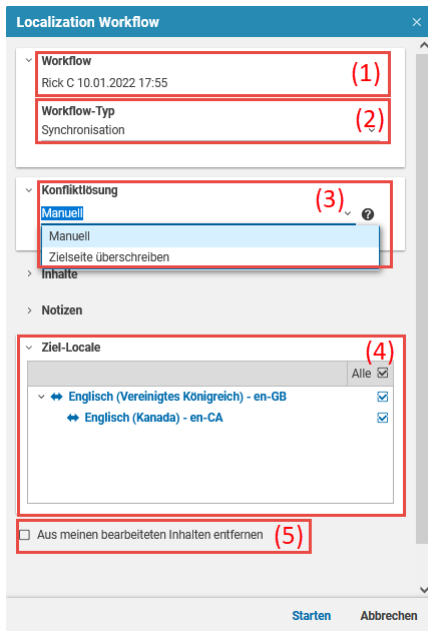 Localization Workflow
Workflow
(1)
Rick C 10.01.2022 17:55
Workflow-Typ
(2)
Synchronisation
Konfliktlösung
(3)
Manuell
Manuell
Zielseite überschreiben
Inhalte
Notizen
Ziel-Locale
(4)
Alle
Englisch (Vereinigtes Königreich) - en-GB
Englisch (Kanada) - en-CA
Aus meinen bearbeiteten Inhalten entfernen (5)
Starten Abbrechen